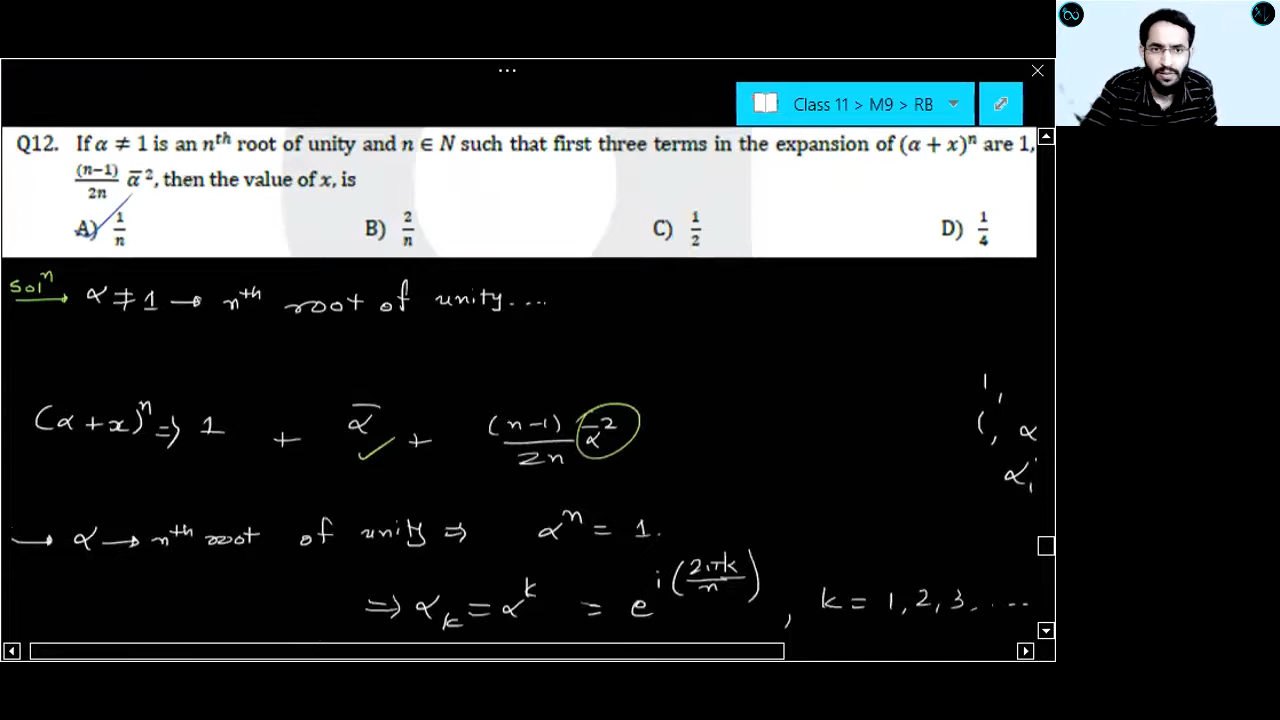 ...
Class 11 > M9 > RB
Q12. If α ≠ 1 is an nᵗʰ root of unity and n ∈ N such that first three terms in the expansion of (α + x)ⁿ are 1,
(n−1)/2n ᾱ², then the value of x, is
A) 1/n B) 2/n C) 1/2 D) 1/4
Solⁿ → α ≠ 1 → nᵗʰ root of unity....
(α + x)ⁿ ⇒ 1 + ᾱ + (n−1)/2n ᾱ²
1,
(, α
α,
→ α → nᵗʰ root of unity ⇒ αⁿ = 1.
⇒ αₖ = αᵏ = e^i(2πk/n), k = 1, 2, 3, ....